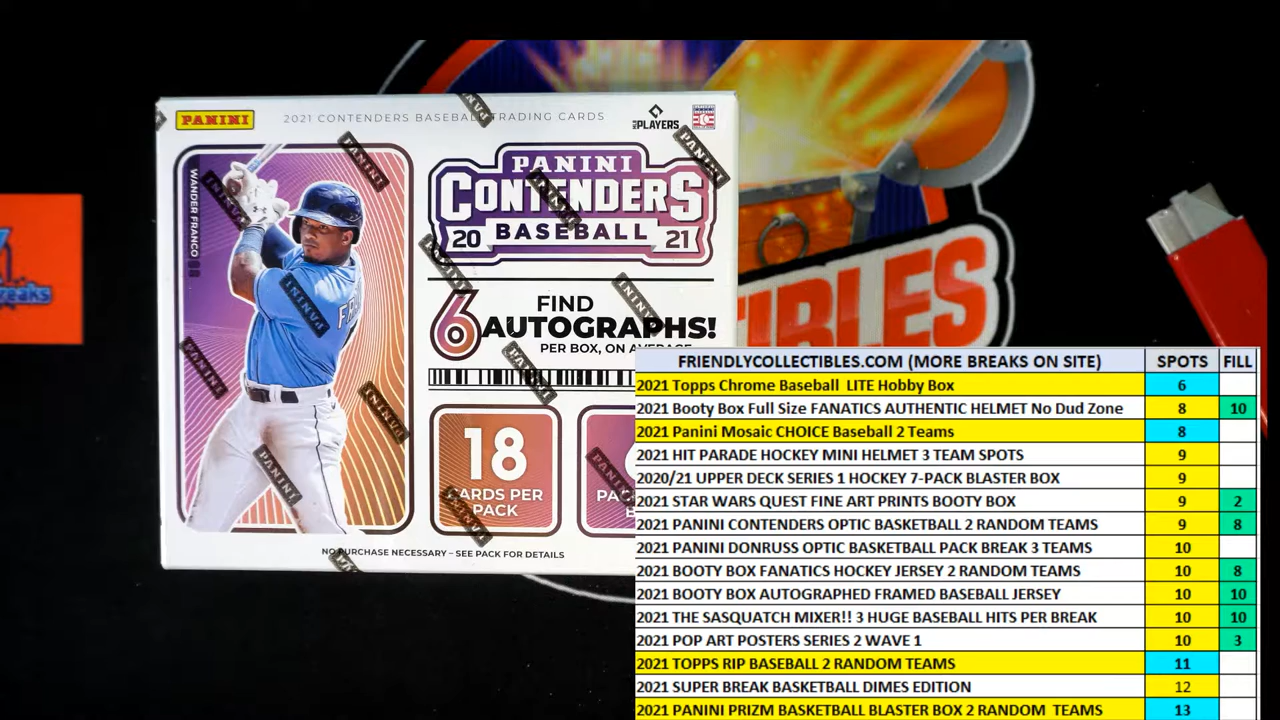 PANINI
2021 CONTENDERS BASEBALL TRADING CARDS
PLAYERS
WANDER FRANCO
PANINI
CONTENDERS
20 BASEBALL 21
FIND
6 AUTOGRAPHS!
PER BOX, ON AVERAGE
18
CARDS PER
PACK
NO PURCHASE NECESSARY – SEE PACK FOR DETAILS
PANINI
PANINI
PANINI
PANINI
PANINI
PANINI
IBLES
eaks
FRIENDLYCOLLECTIBLES.COM (MORE BREAKS ON SITE) SPOTS FILL
2021 Topps Chrome Baseball LITE Hobby Box 6
2021 Booty Box Full Size FANATICS AUTHENTIC HELMET No Dud Zone 8 10
2021 Panini Mosaic CHOICE Baseball 2 Teams 8
2021 HIT PARADE HOCKEY MINI HELMET 3 TEAM SPOTS 9
2020/21 UPPER DECK SERIES 1 HOCKEY 7-PACK BLASTER BOX 9
2021 STAR WARS QUEST FINE ART PRINTS BOOTY BOX 9 2
2021 PANINI CONTENDERS OPTIC BASKETBALL 2 RANDOM TEAMS 9 8
2021 PANINI DONRUSS OPTIC BASKETBALL PACK BREAK 3 TEAMS 10
2021 BOOTY BOX FANATICS HOCKEY JERSEY 2 RANDOM TEAMS 10 8
2021 BOOTY BOX AUTOGRAPHED FRAMED BASEBALL JERSEY 10 10
2021 THE SASQUATCH MIXER!! 3 HUGE BASEBALL HITS PER BREAK 10 10
2021 POP ART POSTERS SERIES 2 WAVE 1 10 3
2021 TOPPS RIP BASEBALL 2 RANDOM TEAMS 11
2021 SUPER BREAK BASKETBALL DIMES EDITION 12
2021 PANINI PRIZM BASKETBALL BLASTER BOX 2 RANDOM TEAMS 13